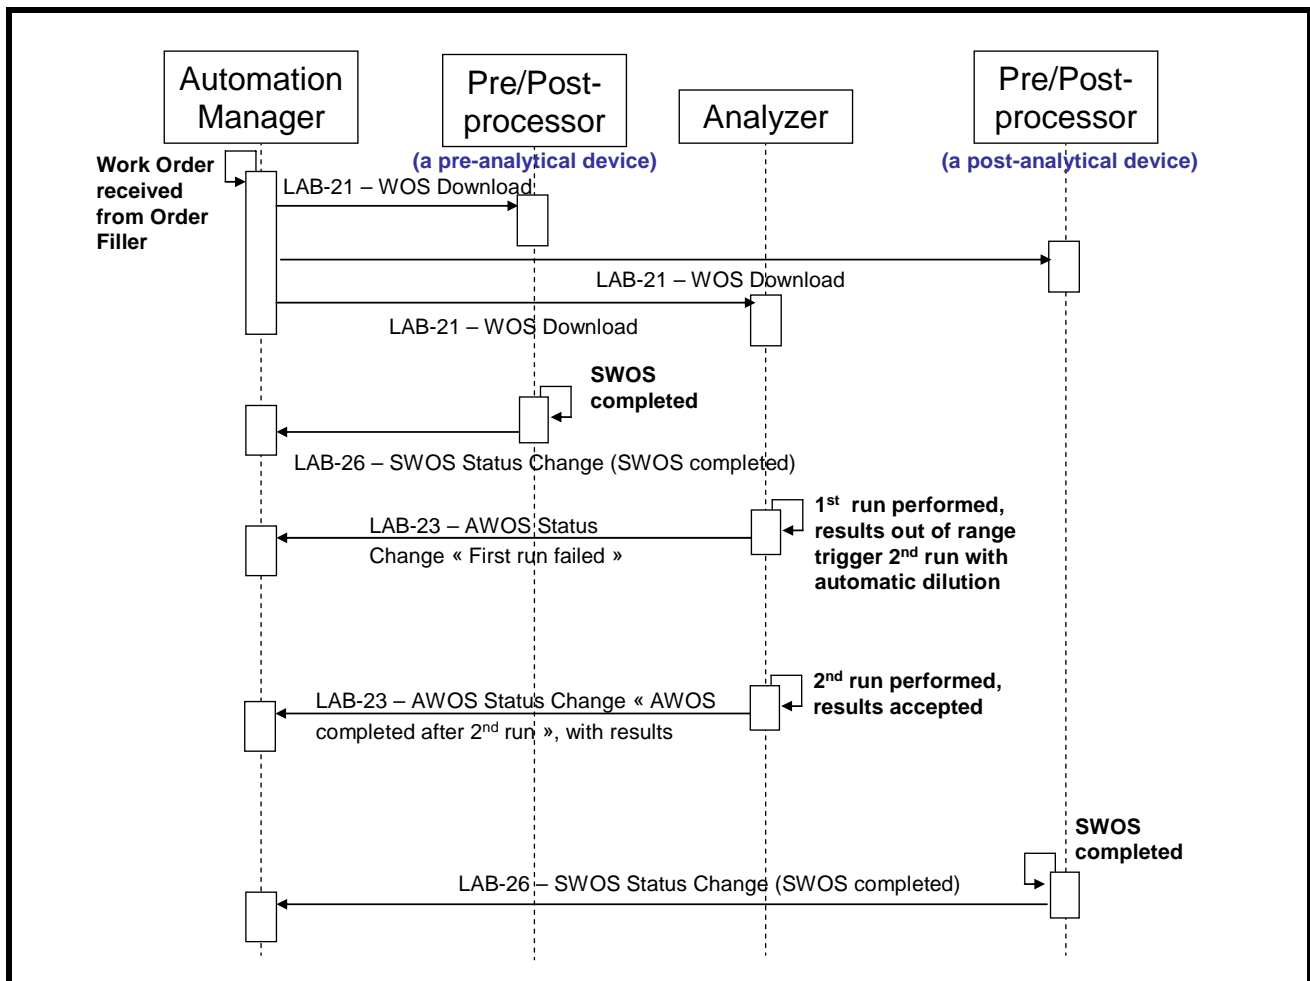 Automation
Manager
Pre/Post-
processor
(a pre-analytical device)
Analyzer
Pre/Post-
processor
(a post-analytical device)
Work Order
received
from Order
Filler
LAB-21 – WOS Download
LAB-21 – WOS Download
LAB-21 – WOS Download
SWOS
completed
LAB-26 – SWOS Status Change (SWOS completed)
1st run performed,
results out of range
trigger 2nd run with
automatic dilution
LAB-23 – AWOS Status
Change « First run failed »
2nd run performed,
results accepted
LAB-23 – AWOS Status Change « AWOS
completed after 2nd run », with results
SWOS
completed
LAB-26 – SWOS Status Change (SWOS completed)